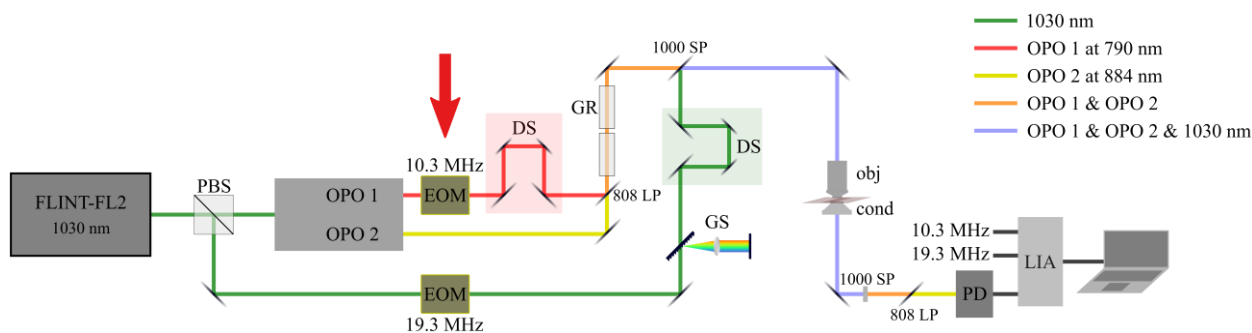 1030 nm
OPO 1 at 790 nm
OPO 2 at 884 nm
OPO 1 & OPO 2
OPO 1 & OPO 2 & 1030 nm
1000 SP
GR
DS
DS
10.3 MHz
PBS
FLINT-FL2
1030 nm
OPO 1
EOM
808 LP
OPO 2
obj
cond
GS
10.3 MHz
19.3 MHz
LIA
1000 SP
EOM
PD
808 LP
19.3 MHz